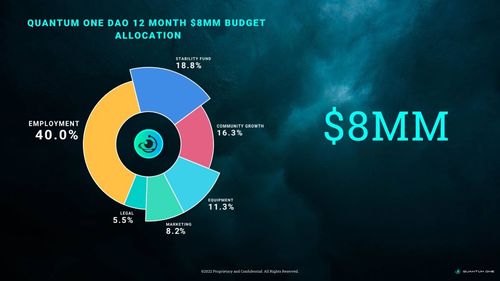 QUANTUM ONE DAO 12 MONTH $8MM BUDGET
ALLOCATION
STABILITY FUND
18.8%
COMMUNITY GROWTH
16.3%
EQUIPMENT
11.3%
MARKETING
8.2%
LEGAL
5.5%
EMPLOYMENT
40.0%
$8MM
©2022 Proprietary and Confidential. All Rights Reserved.
QUANTUM ONE